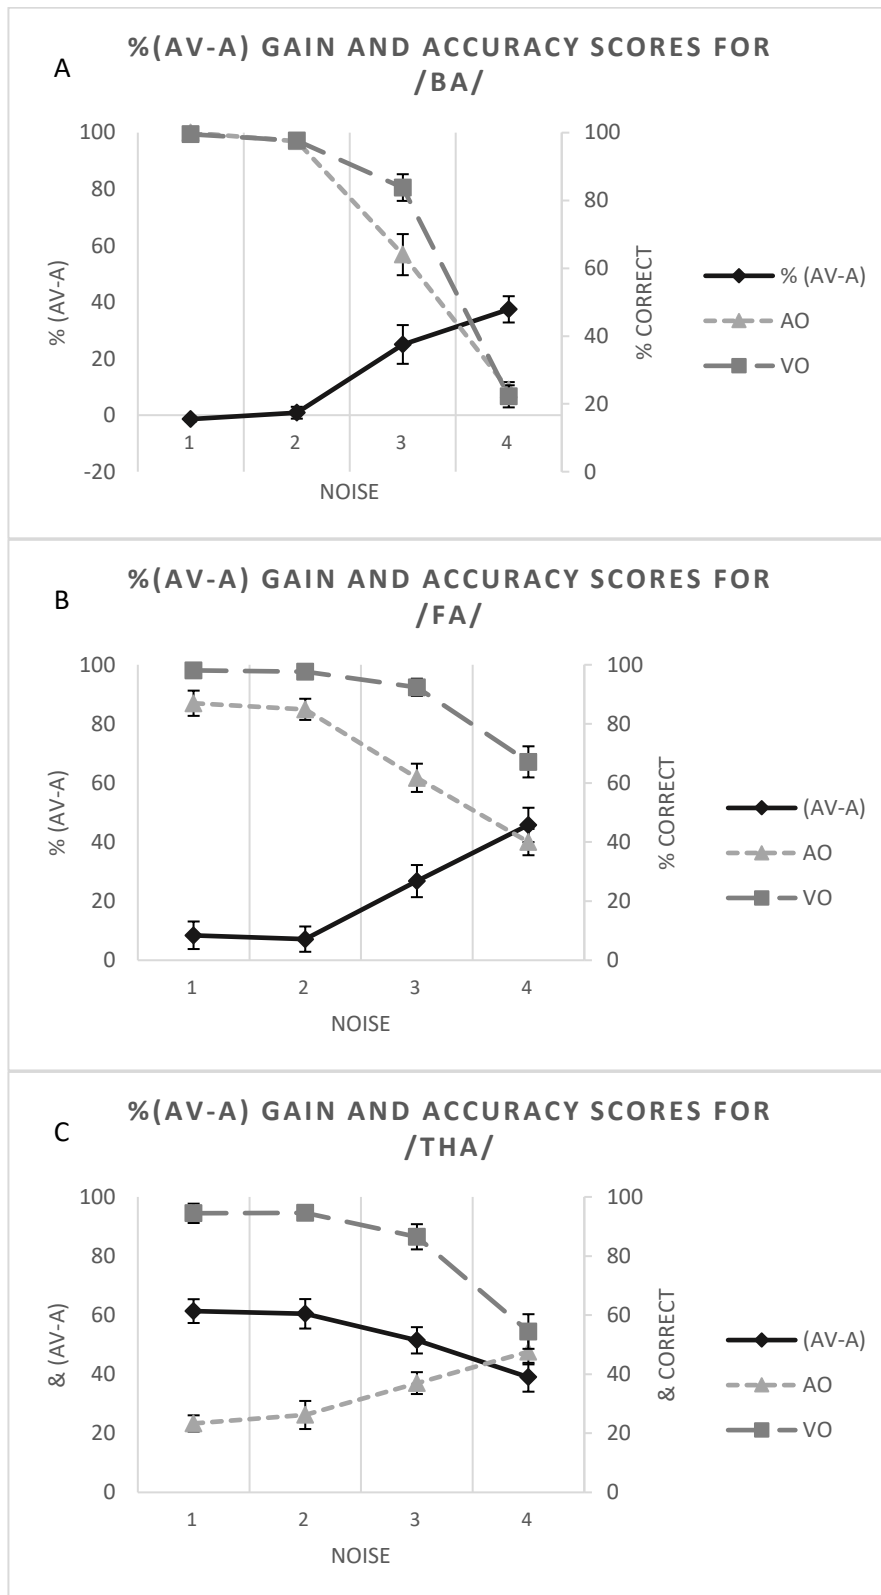 A
%(AV-A) GAIN AND ACCURACY SCORES FOR
/BA/
100
80
60
40
20
0
-20
% (AV-A)
1 2 3 4
NOISE
100
80
60
40
20
0
% CORRECT
% (AV-A)
AO
VO
B
%(AV-A) GAIN AND ACCURACY SCORES FOR
/FA/
100
80
60
40
20
0
% (AV-A)
1 2 3 4
NOISE
100
80
60
40
20
0
% CORRECT
(AV-A)
AO
VO
C
%(AV-A) GAIN AND ACCURACY SCORES FOR
/THA/
100
80
60
40
20
0
& (AV-A)
1 2 3 4
NOISE
100
80
60
40
20
0
& CORRECT
(AV-A)
AO
VO